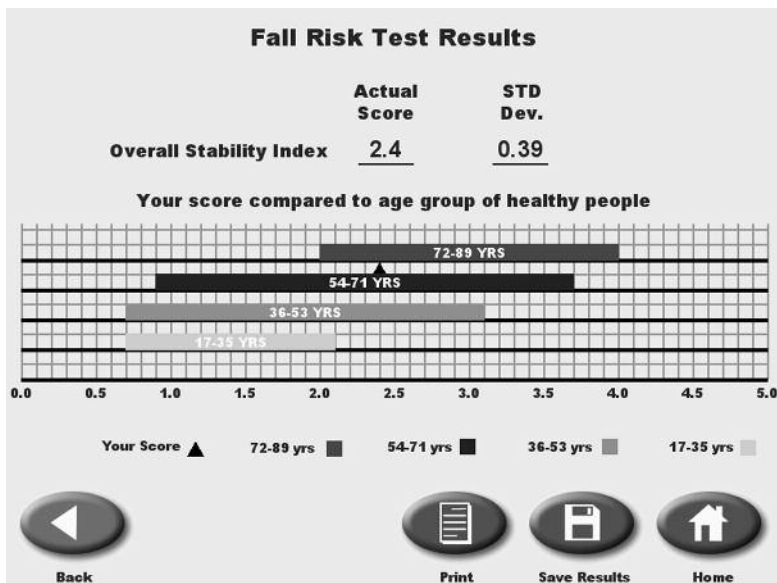 Fall Risk Test Results
Actual Score
STD Dev.
Overall Stability Index 2.4 0.39
Your score compared to age group of healthy people
72-89 YRS
54-71 YRS
36-53 YRS
17-35 YRS
0.0 0.5 1.0 1.5 2.0 2.5 3.0 3.5 4.0 4.5 5.0
Your Score 72-89 yrs 54-71 yrs 36-53 yrs 17-35 yrs
Back Print Save Results Home